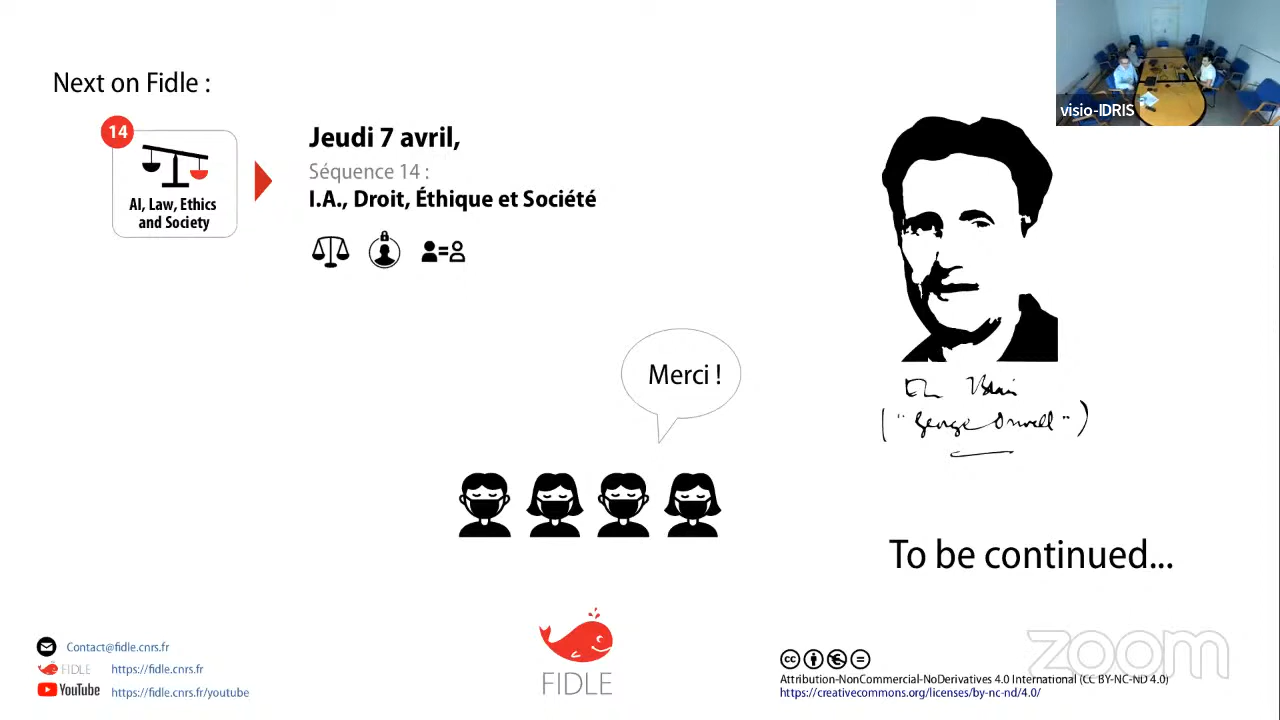 Next on Fidle :
14
AI, Law, Ethics
and Society
Jeudi 7 avril,
Séquence 14 :
I.A., Droit, Éthique et Société
visio-IDRIS
Merci !
("George Orwell")
To be continued...
Contact@fidle.cnrs.fr
FIDLE https://fidle.cnrs.fr
YouTube https://fidle.cnrs.fr/youtube
FIDLE
cc
Attribution-NonCommercial-NoDerivatives 4.0 International (CC BY-NC-ND 4.0)
https://creativecommons.org/licenses/by-nc-nd/4.0/
zoom